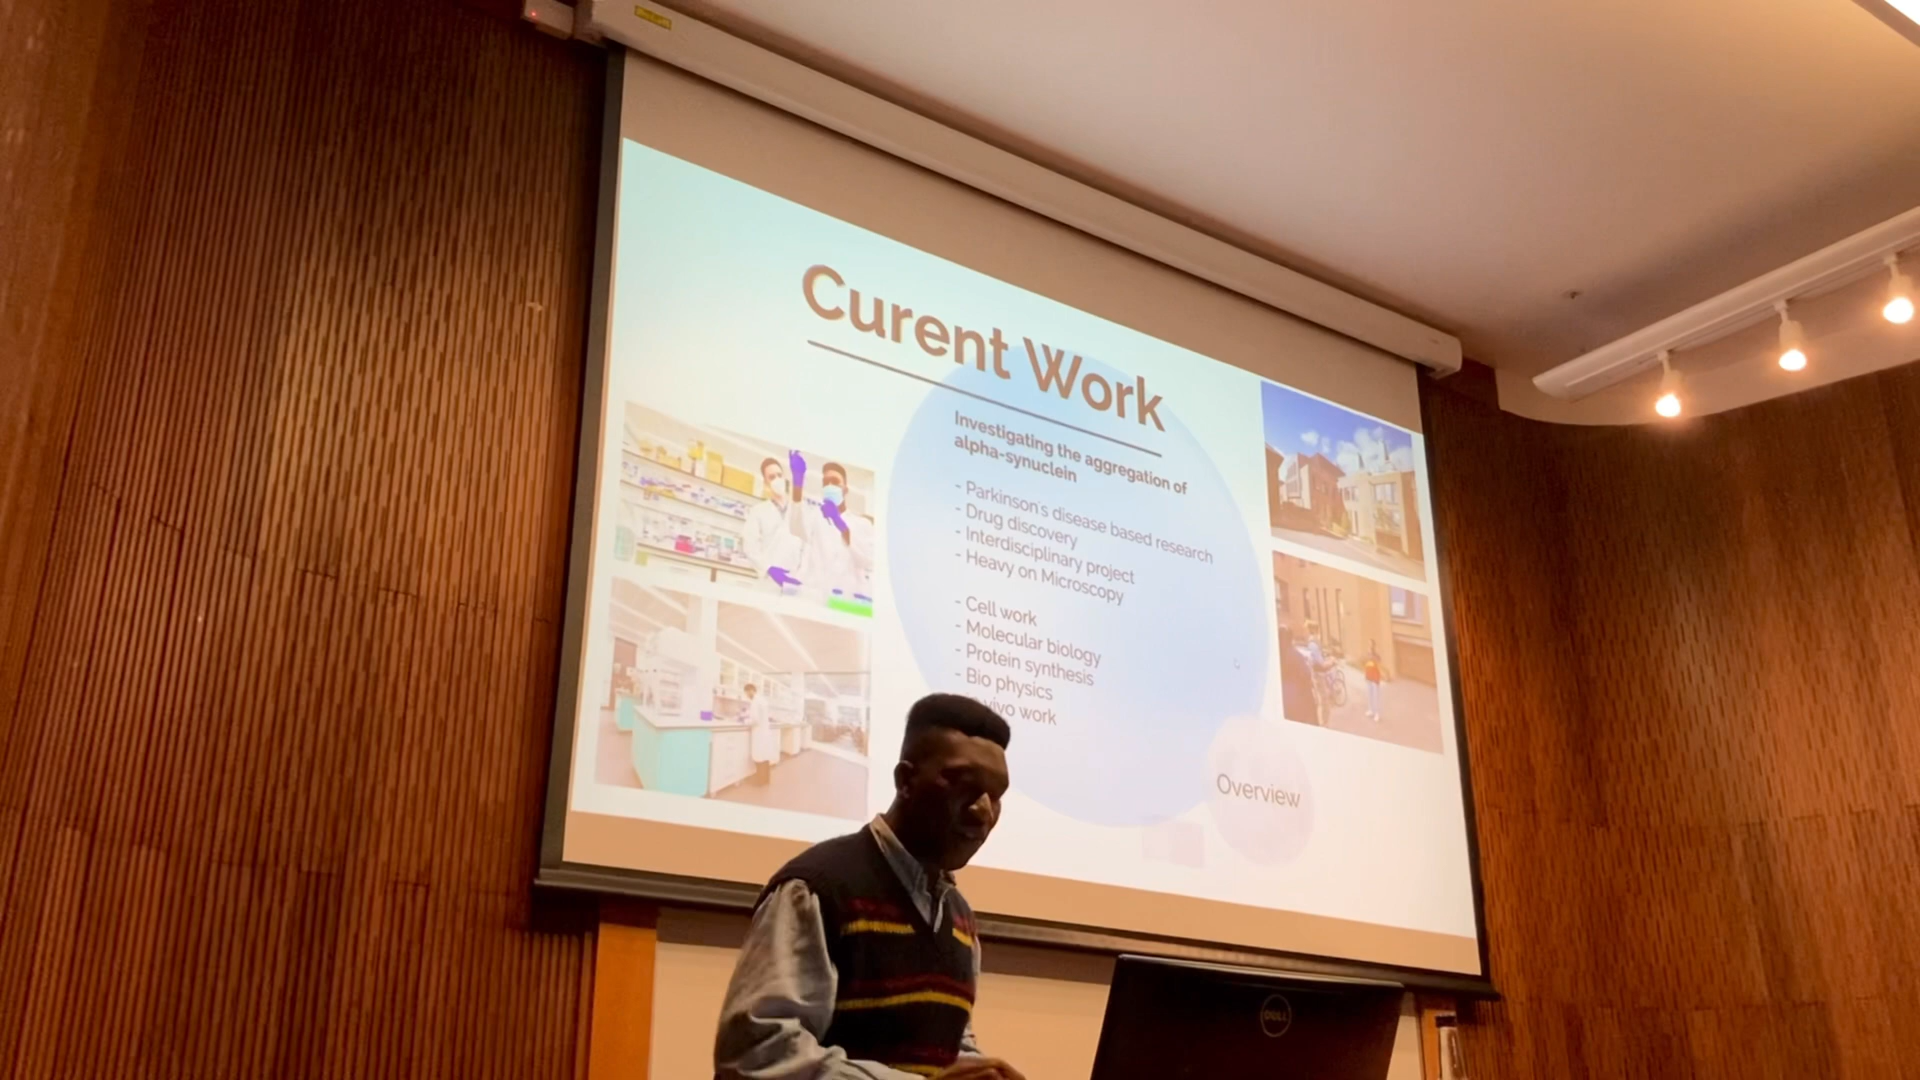 Curent Work
Investigating the aggregation of
alpha-synuclein
- Parkinson's disease based research
- Drug discovery
- Interdisciplinary project
- Heavy on Microscopy
- Cell work
- Molecular biology
- Protein synthesis
- Bio physics
vivo work
Overview
DELL